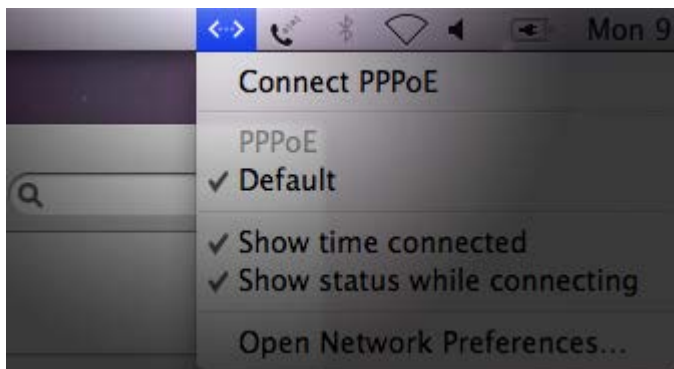 Mon 9
Connect PPPoE
PPPoE
Default
Show time connected
Show status while connecting
Open Network Preferences...